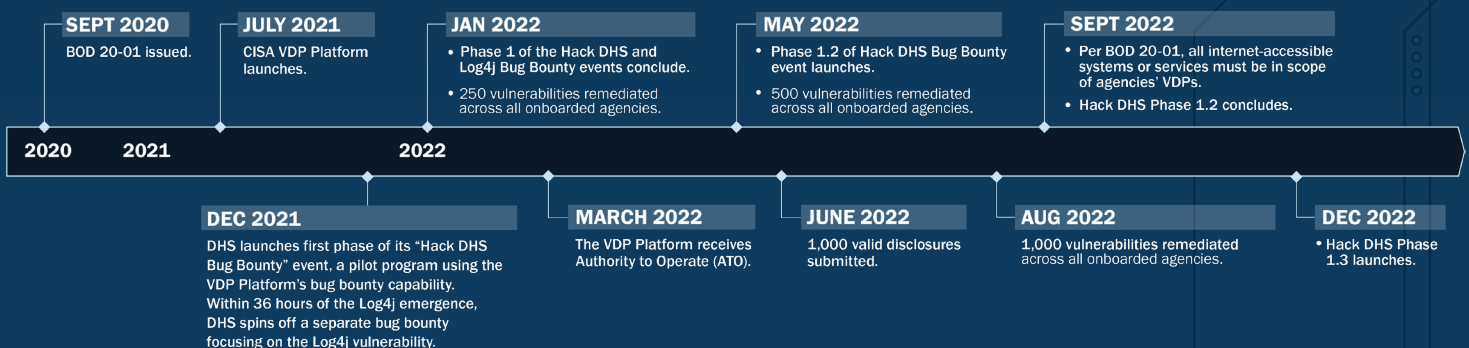 SEPT 2020
BOD 20-01 issued.
JULY 2021
CISA VDP Platform
launches.
JAN 2022
• Phase 1 of the Hack DHS and
Log4j Bug Bounty events conclude.
• 250 vulnerabilities remediated
across all onboarded agencies.
MAY 2022
• Phase 1.2 of Hack DHS Bug Bounty
event launches.
• 500 vulnerabilities remediated
across all onboarded agencies.
SEPT 2022
• Per BOD 20-01, all internet-accessible
systems or services must be in scope
of agencies’ VDPs.
• Hack DHS Phase 1.2 concludes.
2020
2021
2022
DEC 2021
DHS launches first phase of its “Hack DHS
Bug Bounty” event, a pilot program using the
VDP Platform’s bug bounty capability.
Within 36 hours of the Log4j emergence,
DHS spins off a separate bug bounty
focusing on the Log4j vulnerability.
MARCH 2022
The VDP Platform receives
Authority to Operate (ATO).
JUNE 2022
1,000 valid disclosures
submitted.
AUG 2022
1,000 vulnerabilities remediated
across all onboarded agencies.
DEC 2022
• Hack DHS Phase
1.3 launches.